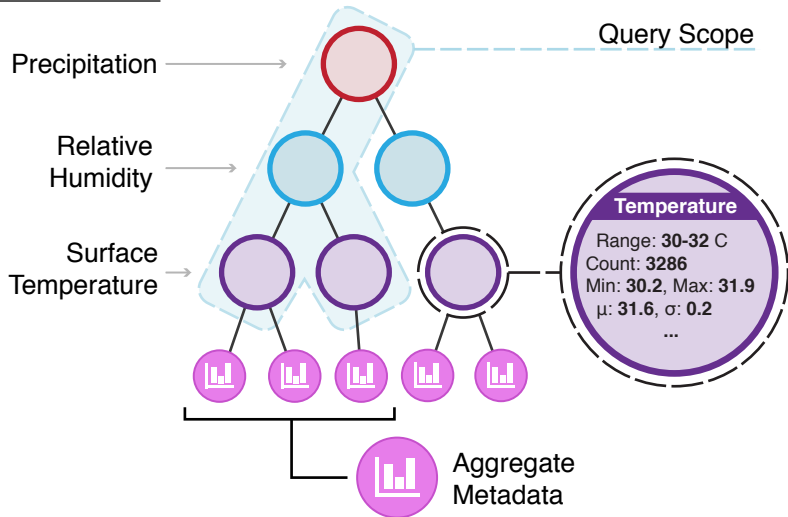 Query Scope
Precipitation
Relative
Humidity
Surface
Temperature
Temperature
Range: 30-32 C
Count: 3286
Min: 30.2, Max: 31.9
μ: 31.6, σ: 0.2
...
Aggregate
Metadata